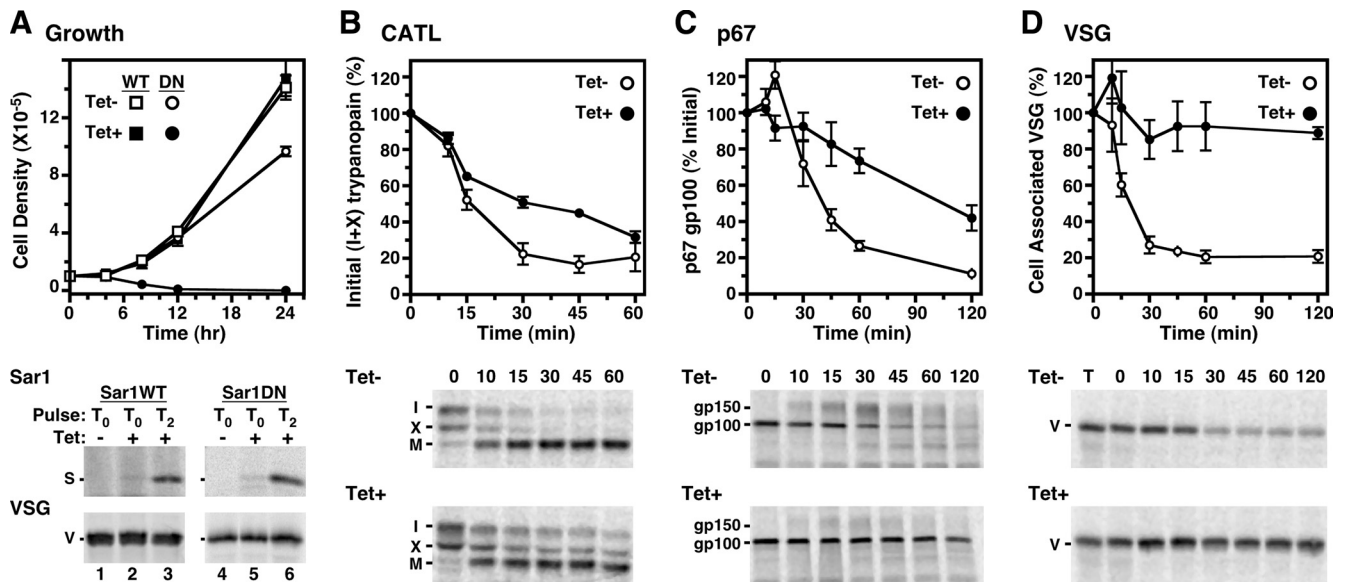 A Growth
WT DN
Tet-
Tet+
Cell Density (X10-5)
12
8
4
0
0 6 12 18 24
Time (hr)
B CATL
Initial (I+X) trypanopain (%)
120
100
80
60
40
20
0
Tet-
Tet+
0 15 30 45 60
Time (min)
C p67
p67 gp100 (% Initial)
120
100
80
60
40
20
0
Tet-
Tet+
0 30 60 90 120
Time (min)
D VSG
Cell Associated VSG (%)
120
100
80
60
40
20
0
Tet-
Tet+
0 30 60 90 120
Time (min)
Sar1
Sar1WT Sar1DN
Pulse: T0 T0 T2 T0 T0 T2
Tet: - + + - + +
S
VSG
V
1 2 3 4 5 6
Tet- 0 10 15 30 45 60
I
X
M
Tet+
I
X
M
Tet- 0 10 15 30 45 60 120
gp150
gp100
Tet+
gp150
gp100
Tet- T 0 10 15 30 45 60 120
V
Tet+
V